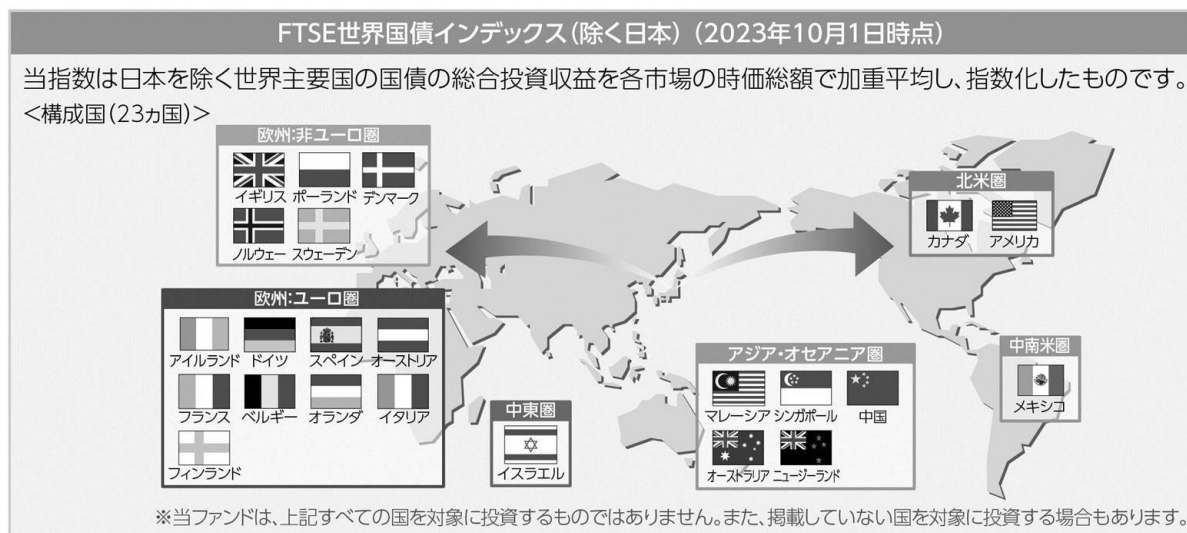 FTSE世界国債インデックス(除く日本)(2023年10月1日時点)
当指数は日本を除く世界主要国の国債の総合投資収益を各市場の時価総額で加重平均し、指数化したものです。
<構成国(23ヵ国)>
欧州:非ユーロ圏
イギリス ポーランド デンマーク
ノルウェー スウェーデン
北米圏
カナダ アメリカ
欧州:ユーロ圏
アイルランド ドイツ スペイン オーストリア
フランス ベルギー オランダ イタリア
フィンランド
中東圏
イスラエル
アジア・オセアニア圏
マレーシア シンガポール 中国
オーストラリア ニュージーランド
中南米圏
メキシコ
※当ファンドは、上記すべての国を対象に投資するものではありません。また、掲載していない国を対象に投資する場合もあります。